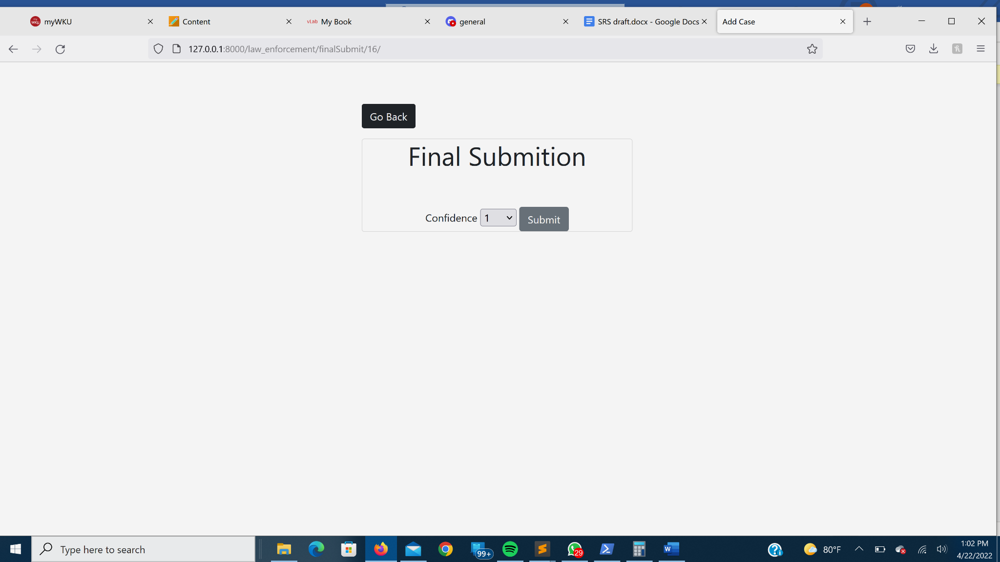 myWKU
Content
vLab My Book
general
SRS draft.docx - Google Docs
Add Case
127.0.0.1:8000/law_enforcement/finalSubmit/16/
Go Back
Final Submition
Confidence 1 Submit
Type here to search
99+
29
80°F
1:02 PM
4/22/2022